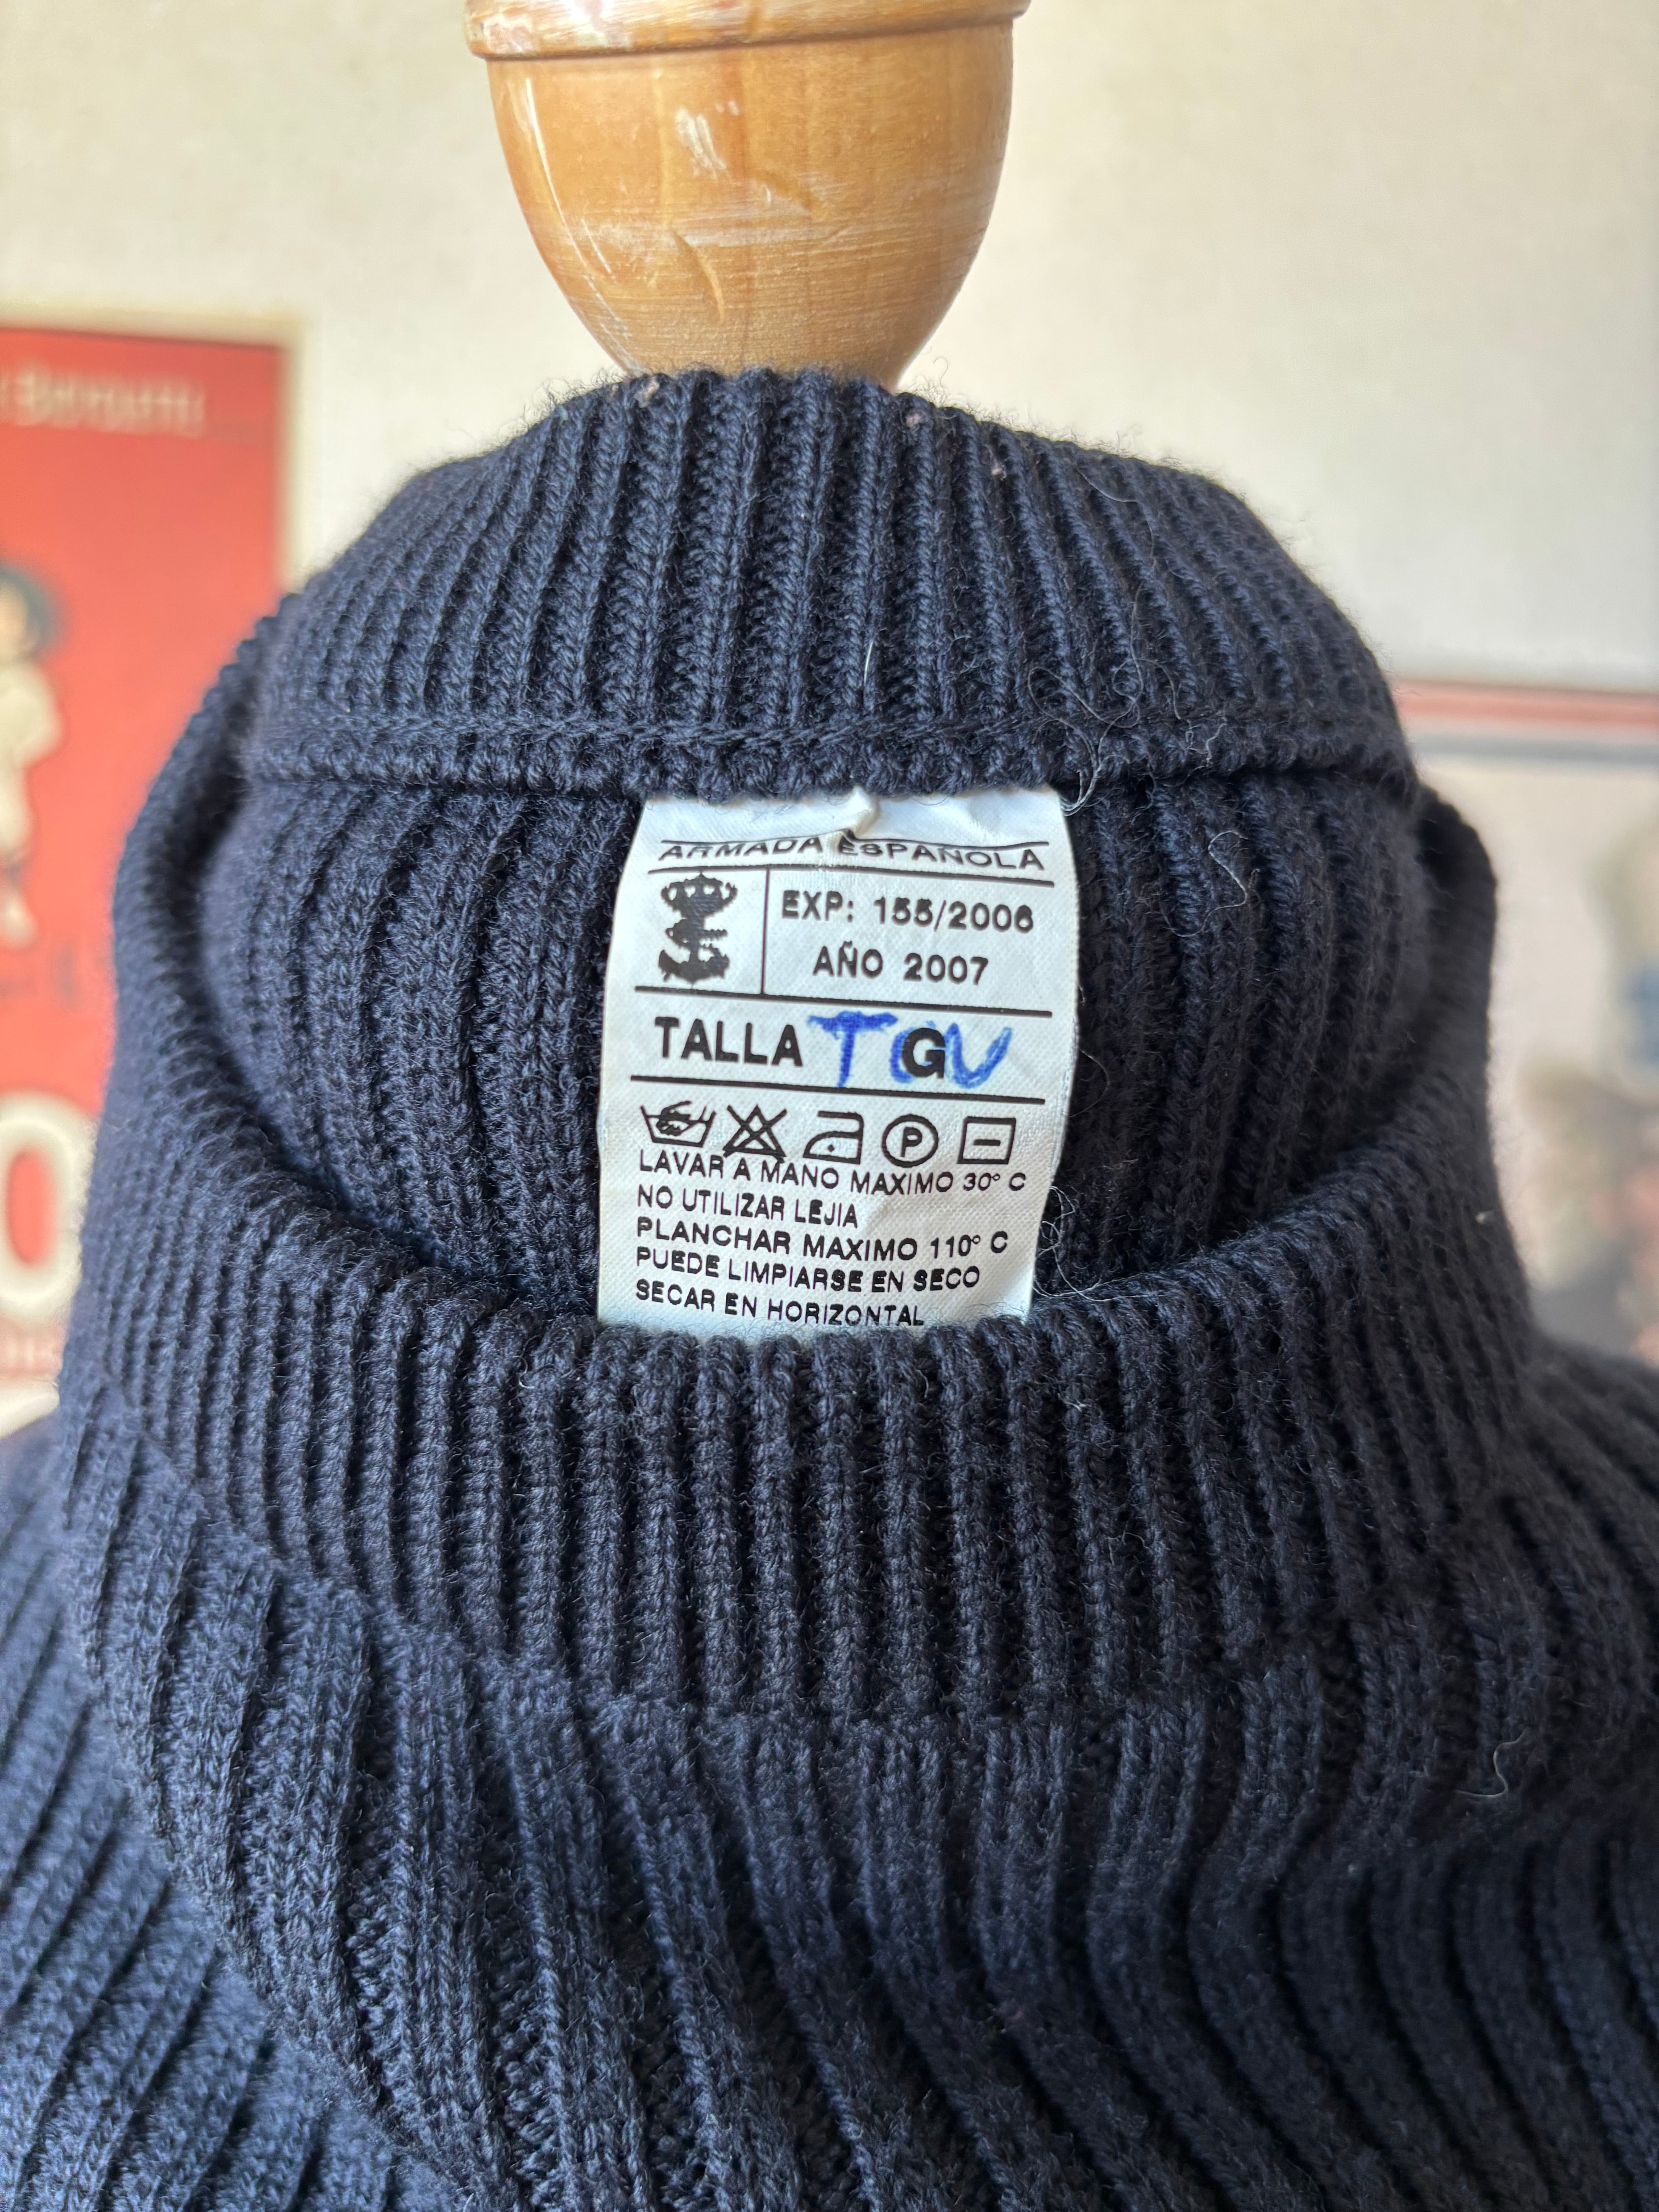 ARMADA ESPAÑOLA
EXP: 155/2006
AÑO 2007
TALLA G
P
LAVAR A MANO MAXIMO 30° C
NO UTILIZAR LEJIA
PLANCHAR MAXIMO 110° C
PUEDE LIMPIARSE EN SECO
SECAR EN HORIZONTAL